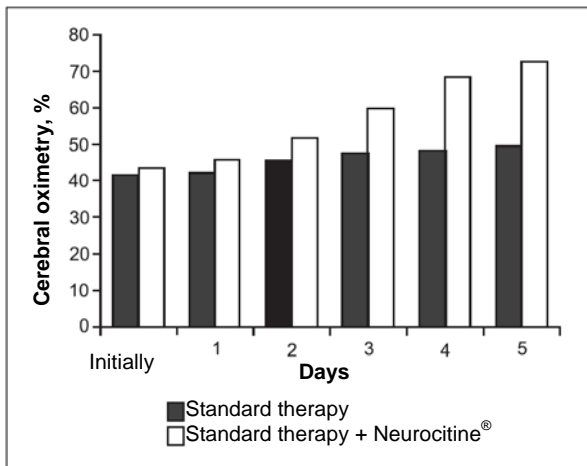 80
70
60
50
40
30
20
10
0
Cerebral oximetry, %
Initially 1 2 3 4 5
Days
Standard therapy
Standard therapy + Neurocitine®